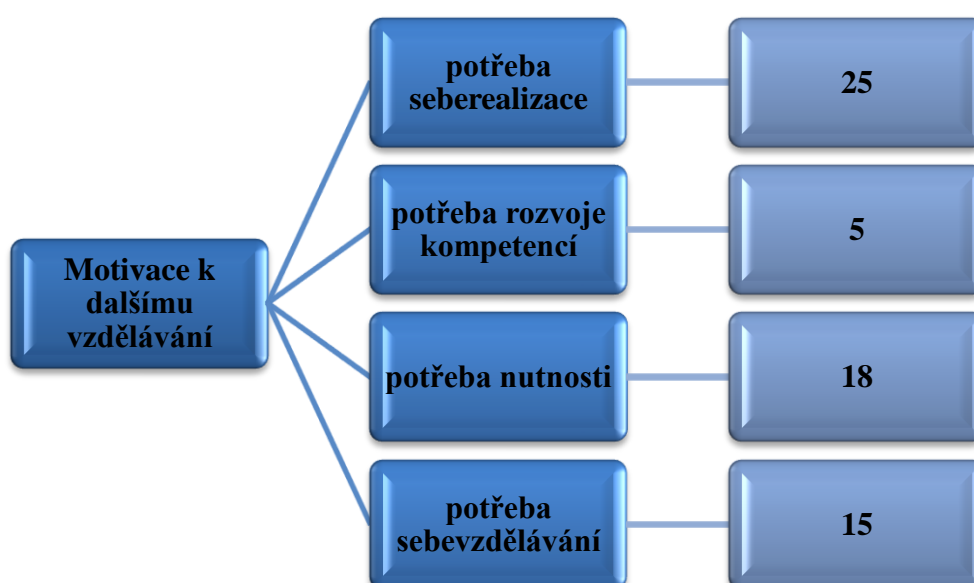 Motivace k
dalšímu
vzdělávání
potřeba
seberealizace
25
potřeba rozvoje
kompetencí
5
potřeba nutnosti
18
potřeba
sebevzdělávání
15